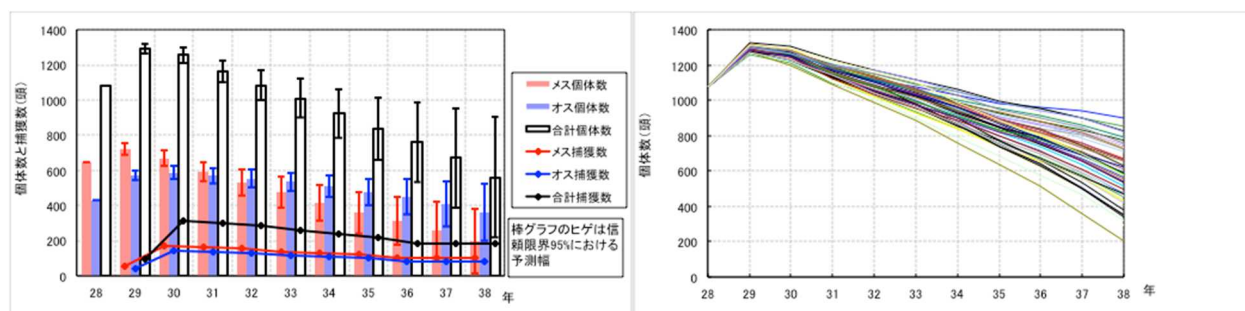 個体数と捕獲数(頭)
1400
1200
1000
800
600
400
200
0
28 29 30 31 32 33 34 35 36 37 38 年
メス個体数
オス個体数
合計個体数
メス捕獲数
オス捕獲数
合計捕獲数
棒グラフのヒゲは信
頼限界95%における
予測幅
個体数(頭)
1400
1200
1000
800
600
400
200
0
28 29 30 31 32 33 34 35 36 37 38 年